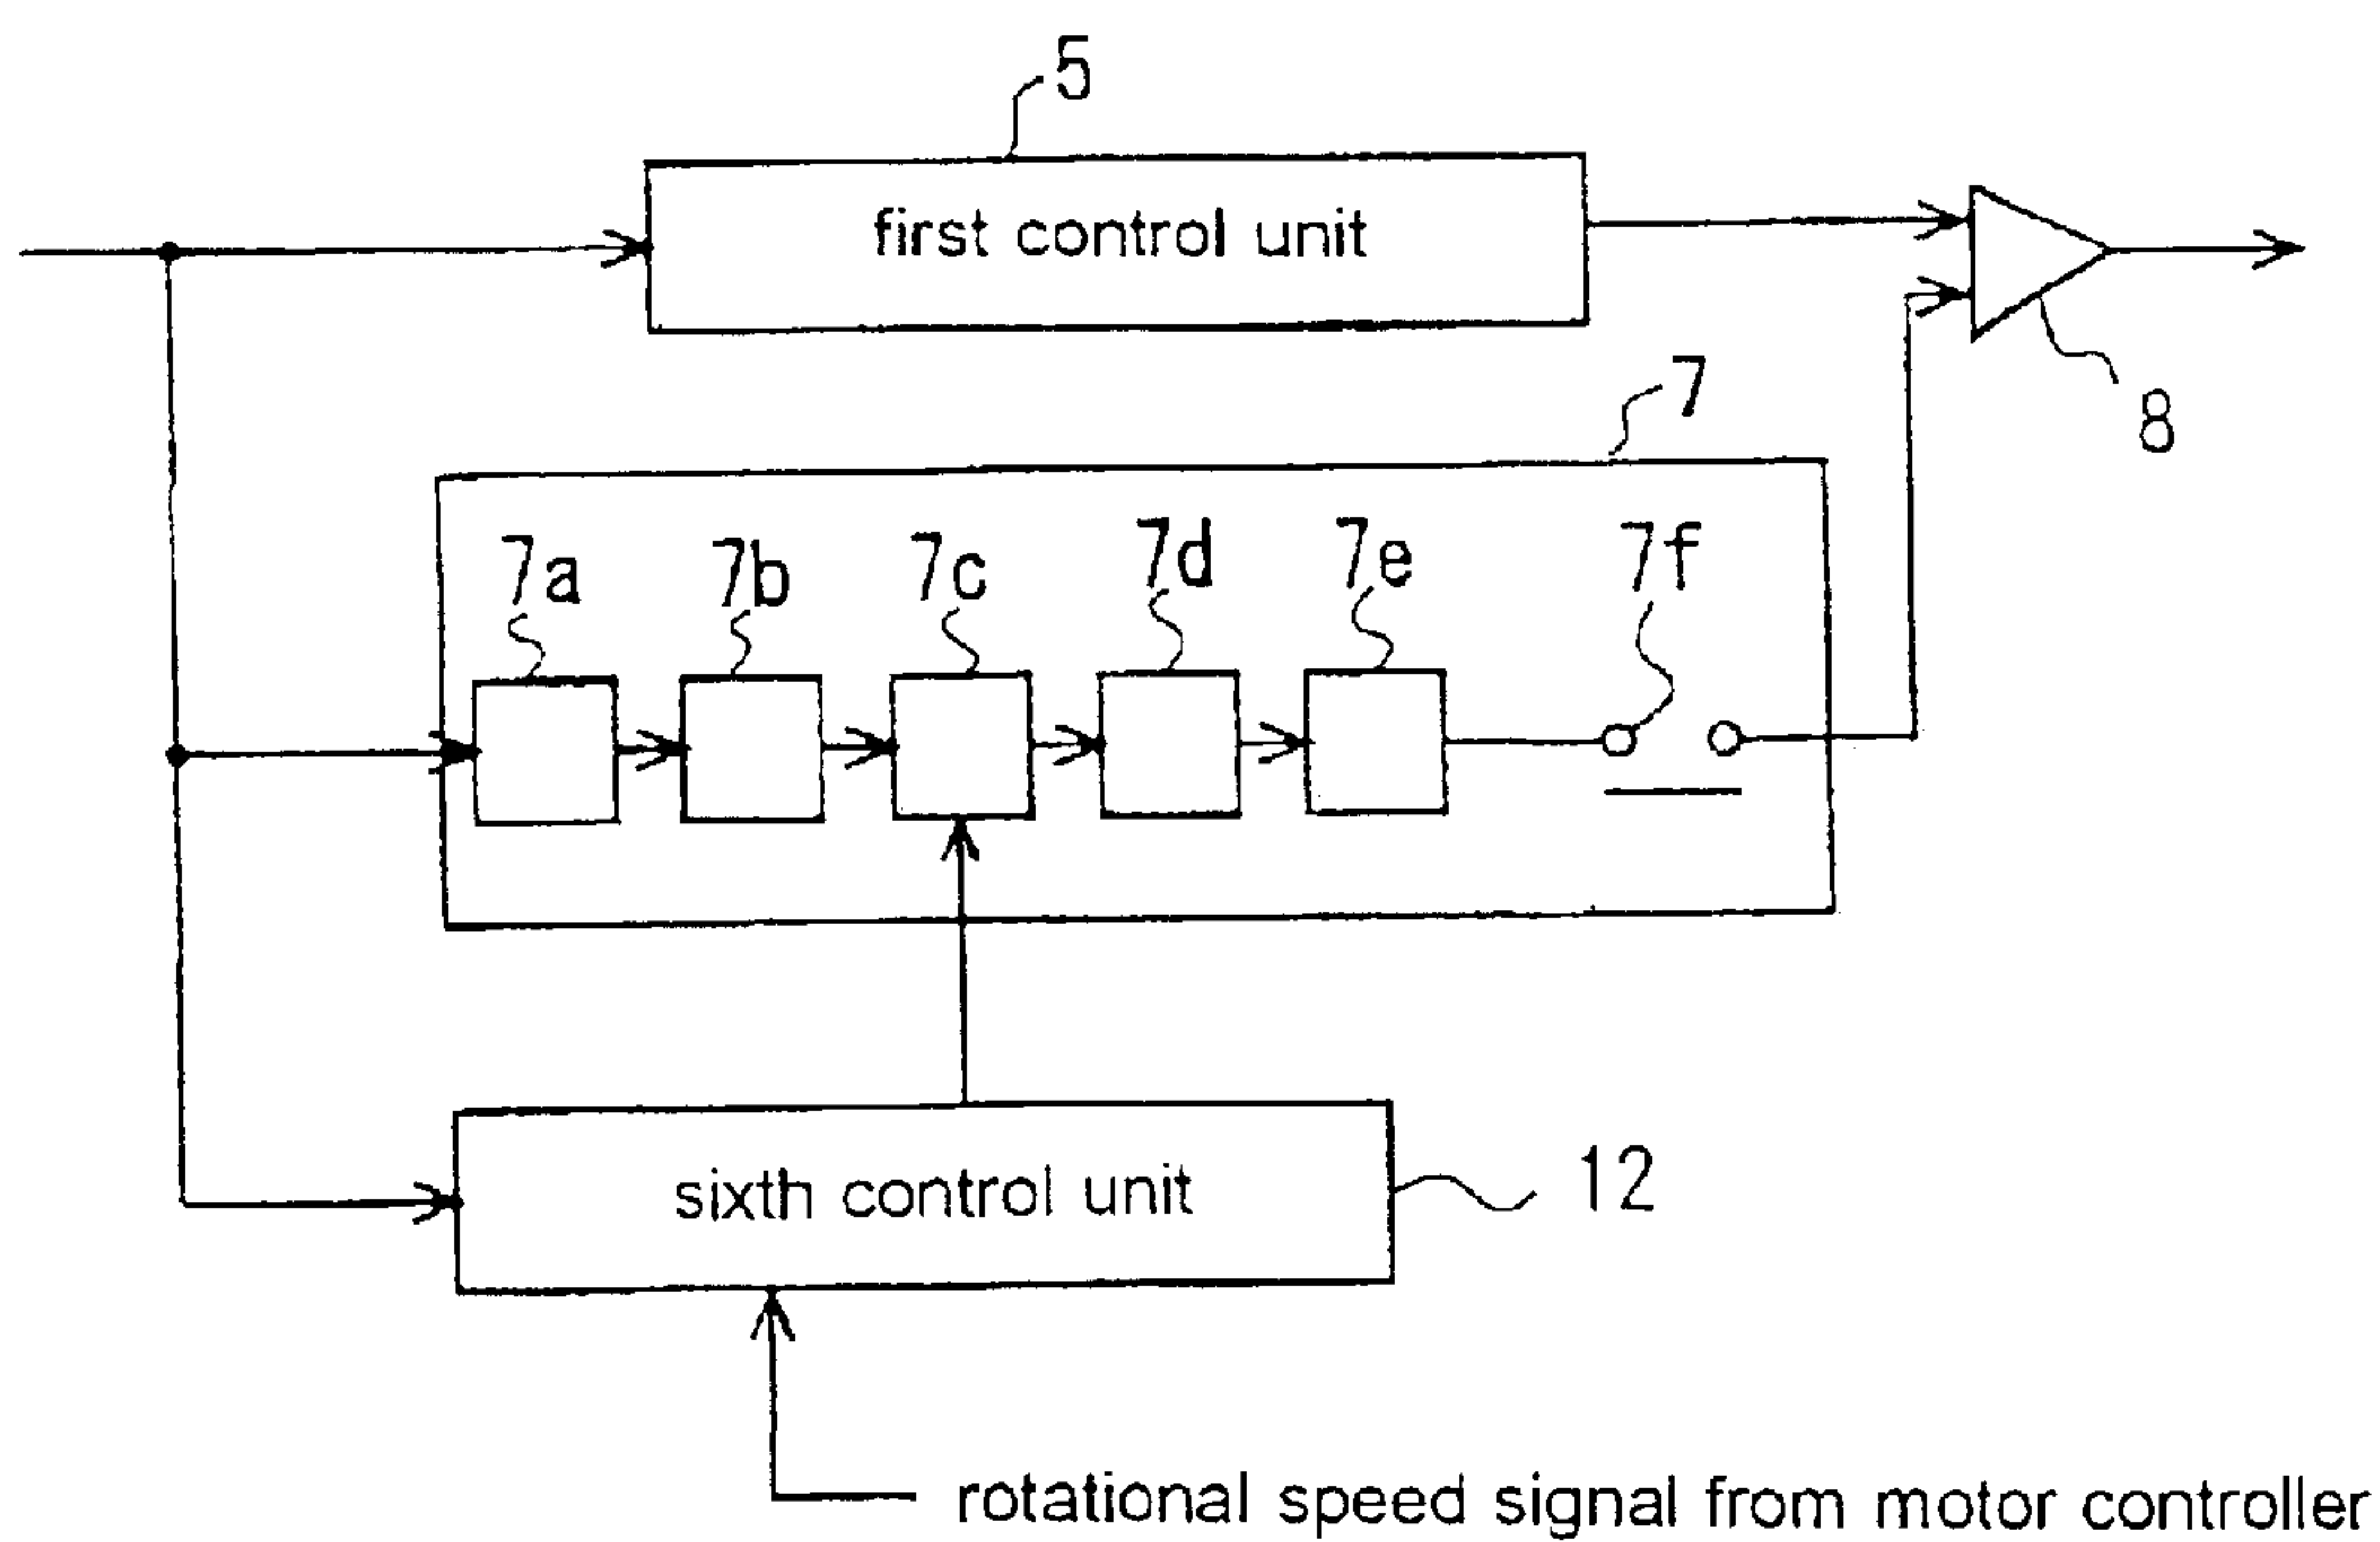 5
first control unit
8
7
7a 7b 7c 7d 7e 7f
sixth control unit
12
rotational speed signal from motor controller